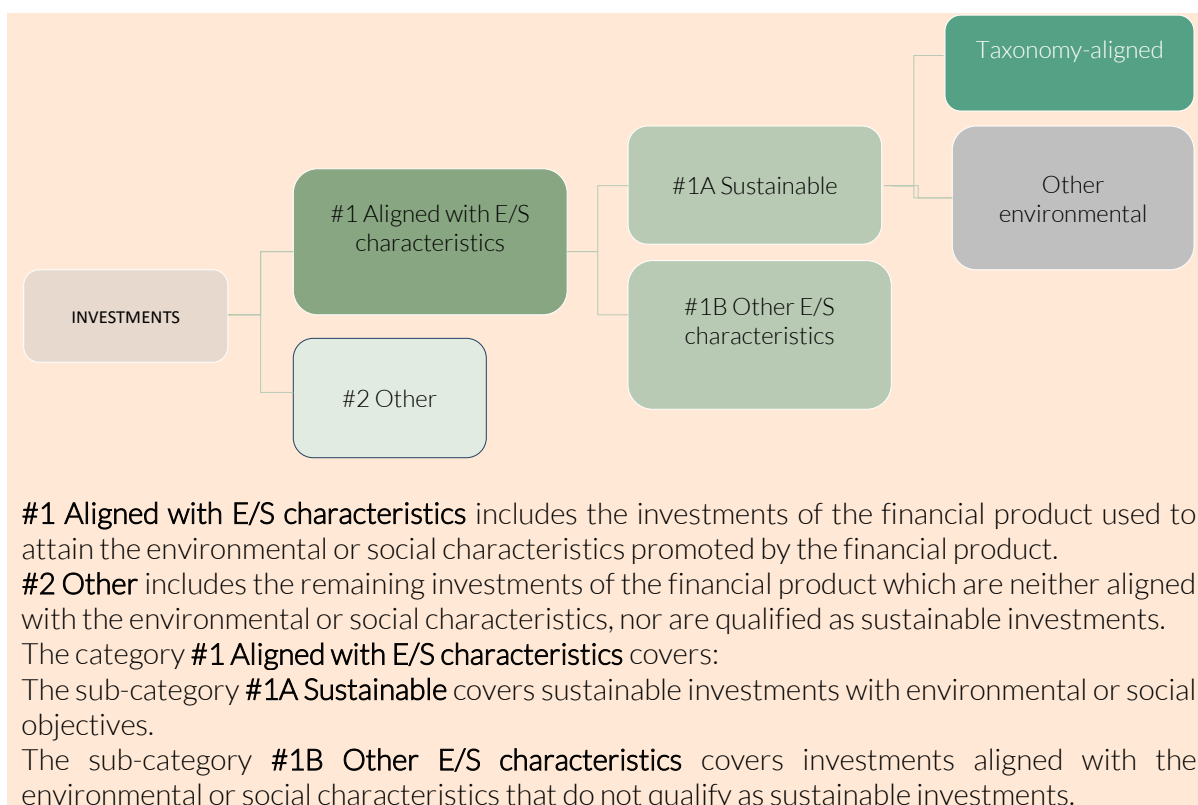 Taxonomy-aligned
#1A Sustainable
Other
environmental
#1 Aligned with E/S
characteristics
INVESTMENTS
#1B Other E/S
characteristics
#2 Other
#1 Aligned with E/S characteristics includes the investments of the financial product used to
attain the environmental or social characteristics promoted by the financial product.
#2 Other includes the remaining investments of the financial product which are neither aligned
with the environmental or social characteristics, nor are qualified as sustainable investments.
The category #1 Aligned with E/S characteristics covers:
The sub-category #1A Sustainable covers sustainable investments with environmental or social
objectives.
The sub-category #1B Other E/S characteristics covers investments aligned with the
environmental or social characteristics that do not qualify as sustainable investments.